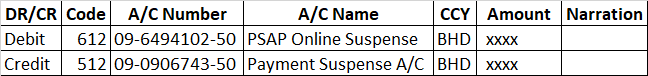 DR/CR Code A/C Number A/C Name CCY Amount Narration
Debit 612 09-6494102-50 PSAP Online Suspense BHD xxxx
Credit 512 09-0906743-50 Payment Suspense A/C BHD xxxx